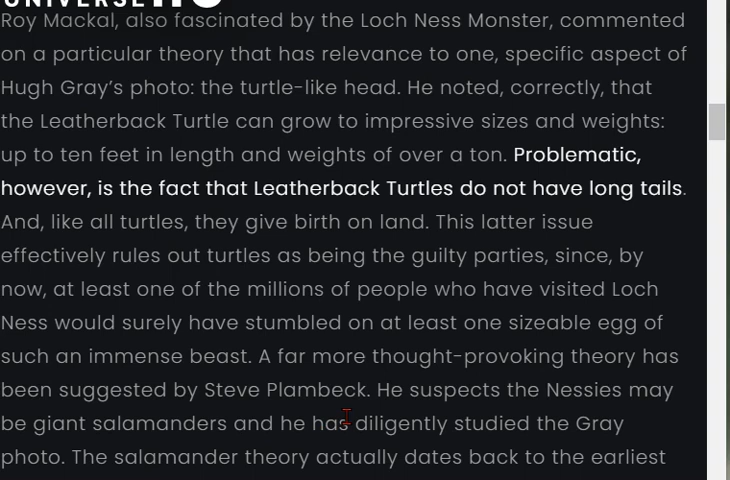 UNIVERSE
Roy Mackal, also fascinated by the Loch Ness Monster, commented
on a particular theory that has relevance to one, specific aspect of
Hugh Gray's photo: the turtle-like head. He noted, correctly, that
the Leatherback Turtle can grow to impressive sizes and weights:
up to ten feet in length and weights of over a ton. Problematic,
however, is the fact that Leatherback Turtles do not have long tails.
And, like all turtles, they give birth on land. This latter issue
effectively rules out turtles as being the guilty parties, since, by
now, at least one of the millions of people who have visited Loch
Ness would surely have stumbled on at least one sizeable egg of
such an immense beast. A far more thought-provoking theory has
been suggested by Steve Plambeck. He suspects the Nessies may
be giant salamanders and he has diligently studied the Gray
photo. The salamander theory actually dates back to the earliest